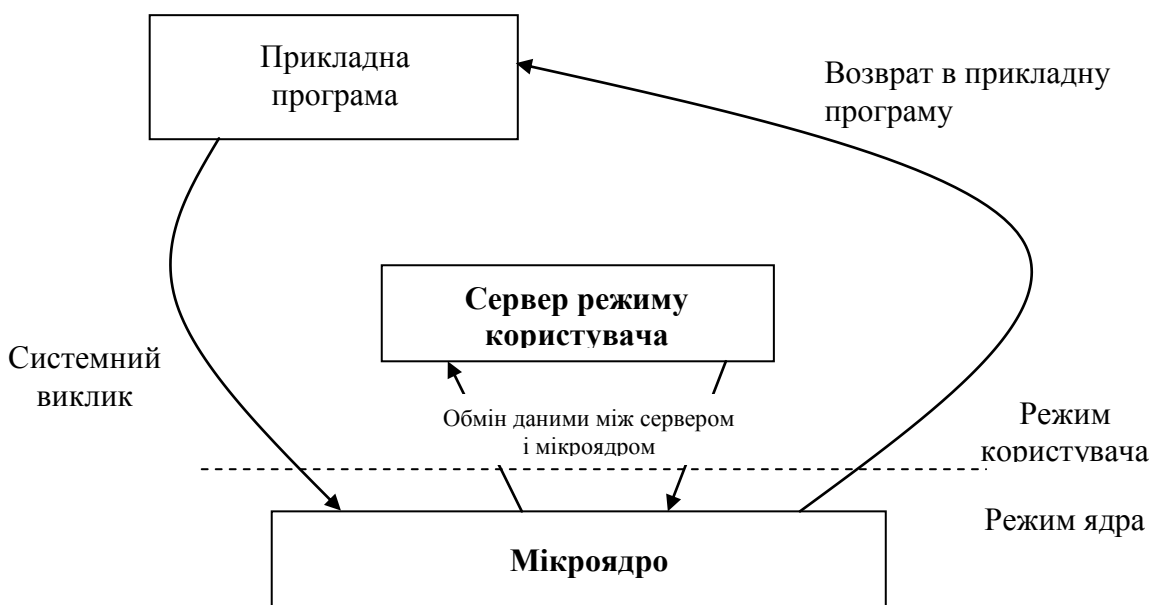 Прикладна
програма
Возврат в прикладну
програму
Сервер режиму
користувача
Системний
виклик
Обмін даними між сервером
і мікроядром
Режим
користувача
Режим ядра
Мікроядро